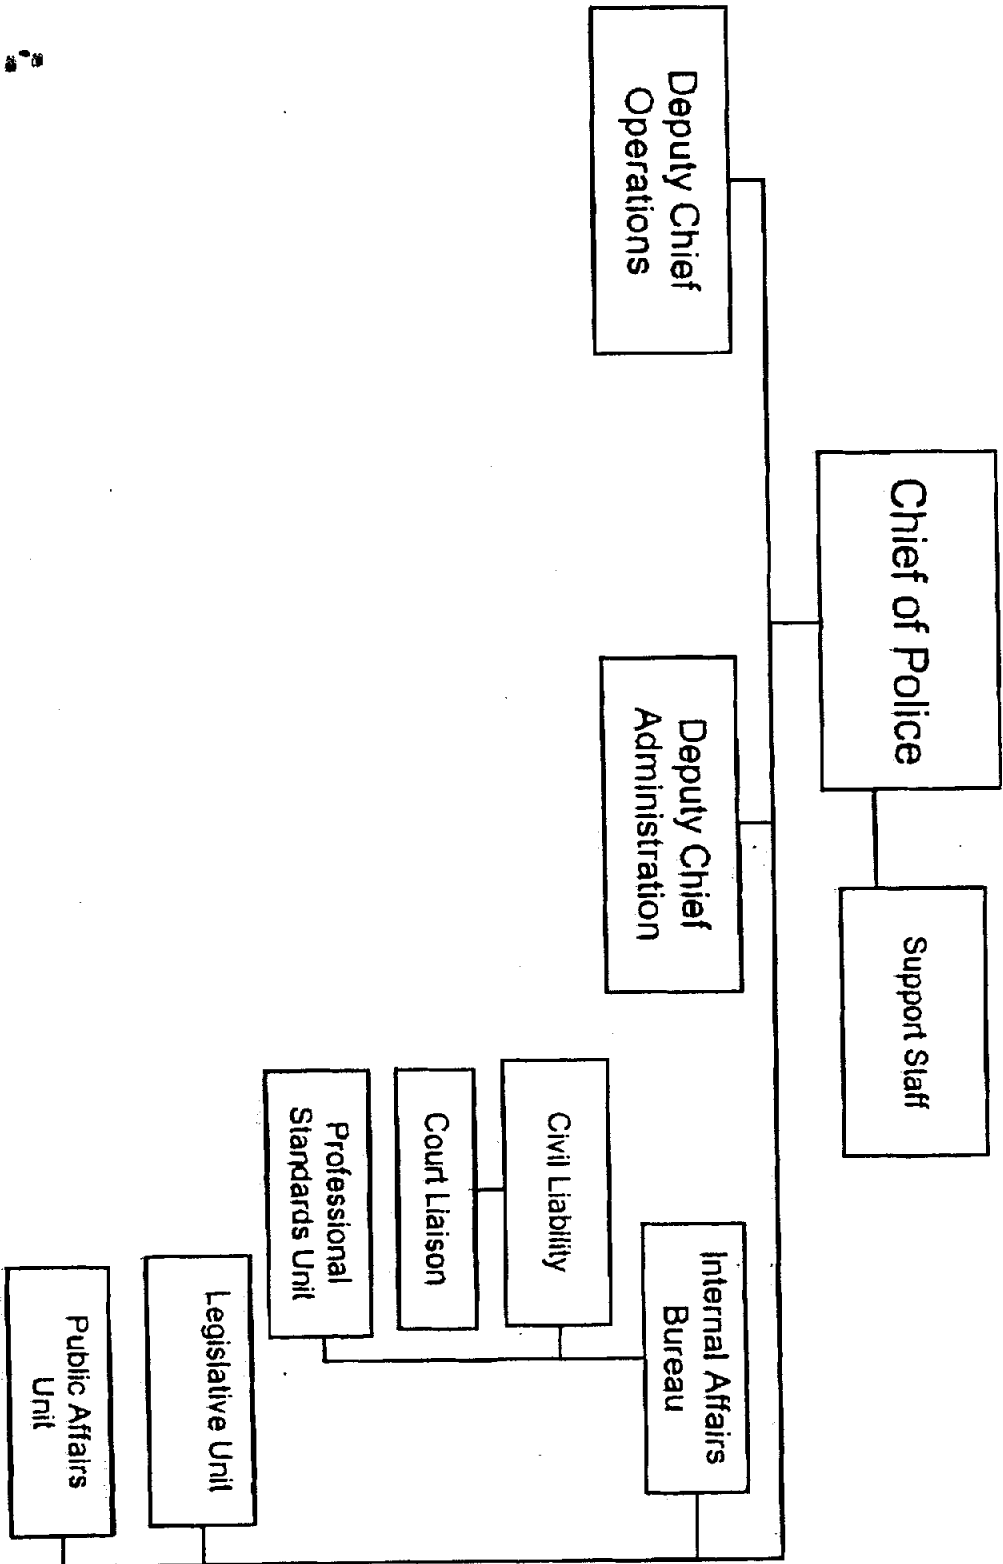 Chief of Police
Support Staff
Deputy Chief
Operations
Deputy Chief
Administration
Internal Affairs
Bureau
Civil Liability
Court Liaison
Professional
Standards Unit
Legislative Unit
Public Affairs
Unit